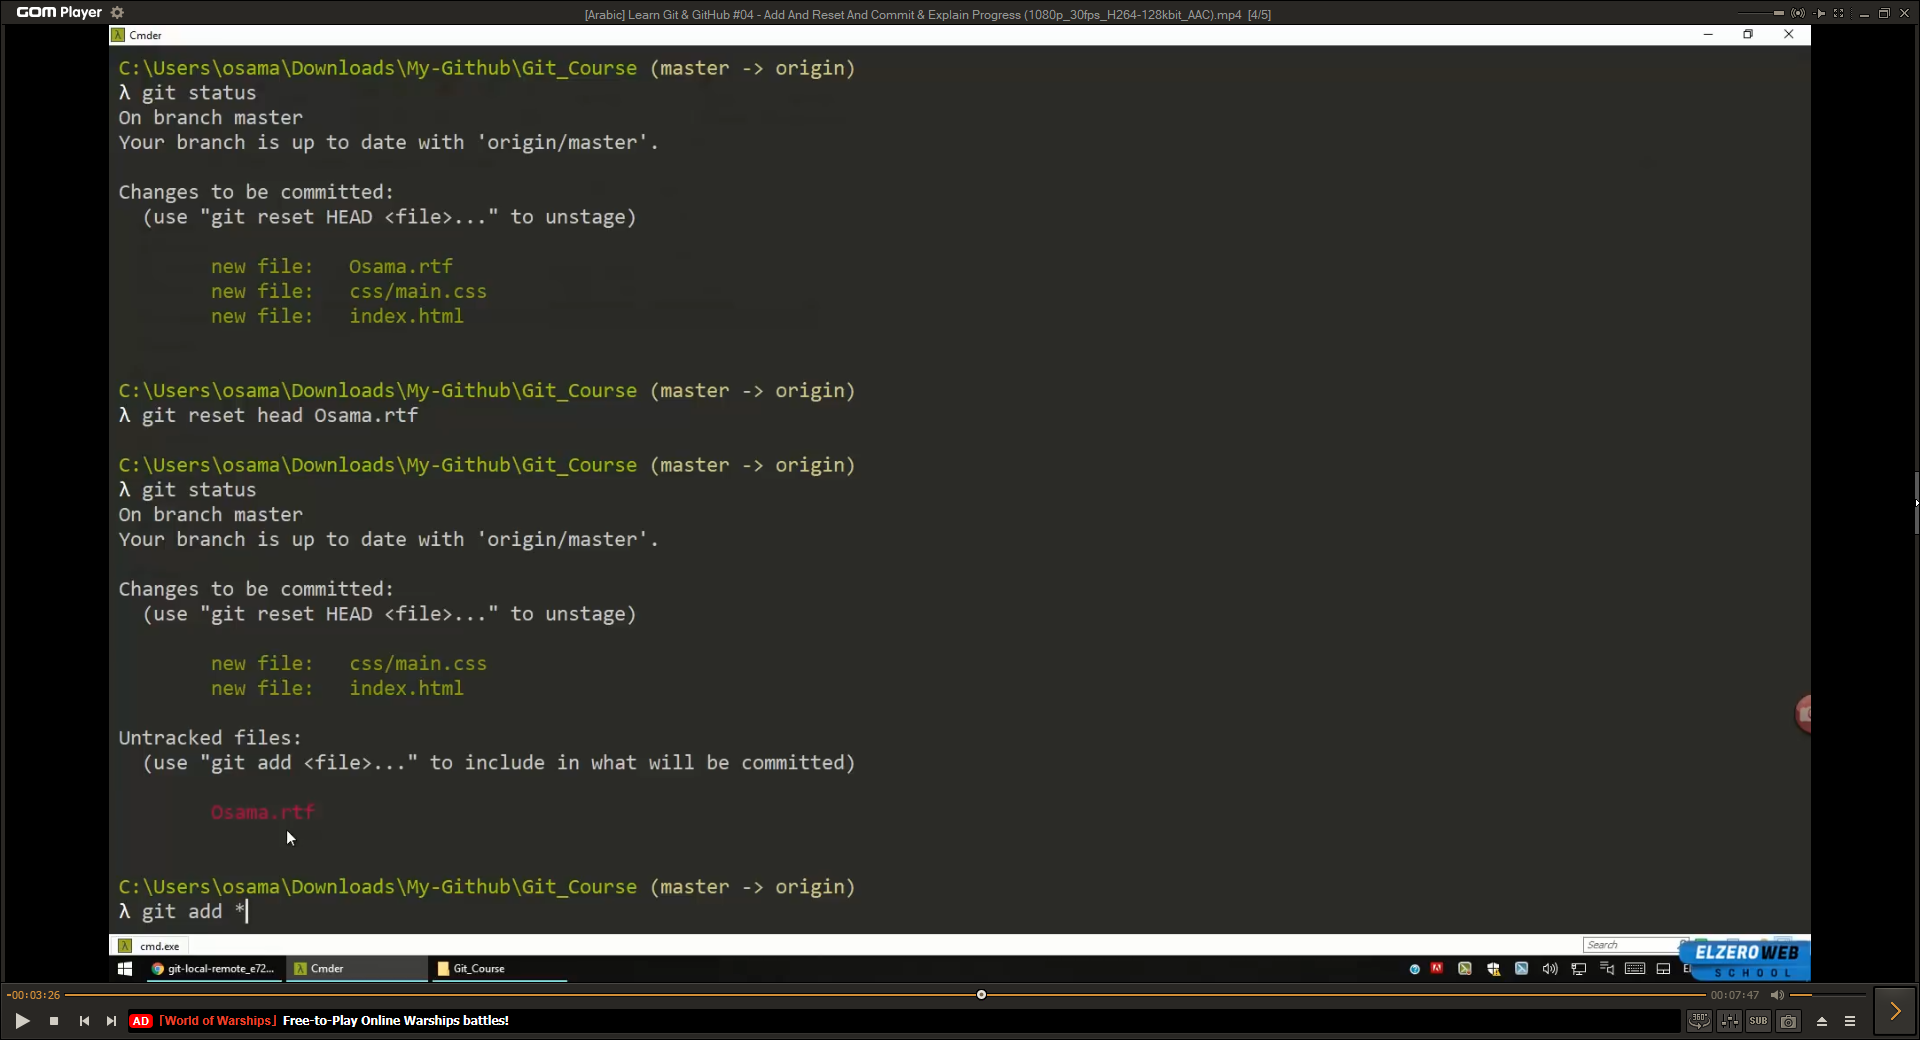 GOM Player
[Arabic] Learn Git & GitHub #04 - Add And Reset And Commit & Explain Progress (1080p_30fps_H264-128kbit_AAC).mp4 [4/5]
Cmder
C:\Users\osama\Downloads\My-Github\Git_Course (master -> origin)
λ git status
On branch master
Your branch is up to date with 'origin/master'.
Changes to be committed:
(use "git reset HEAD <file>..." to unstage)
new file: Osama.rtf
new file: css/main.css
new file: index.html
C:\Users\osama\Downloads\My-Github\Git_Course (master -> origin)
λ git reset head Osama.rtf
C:\Users\osama\Downloads\My-Github\Git_Course (master -> origin)
λ git status
On branch master
Your branch is up to date with 'origin/master'.
Changes to be committed:
(use "git reset HEAD <file>..." to unstage)
new file: css/main.css
new file: index.html
Untracked files:
(use "git add <file>..." to include in what will be committed)
Osama.rtf
C:\Users\osama\Downloads\My-Github\Git_Course (master -> origin)
λ git add *
cmd.exe
Search
git-local-remote_e72...
Cmder
Git_Course
ELZERO WEB
SCHOOL
-00:03:26
00:07:47
AD [World of Warships] Free-to-Play Online Warships battles!
360°
SUB